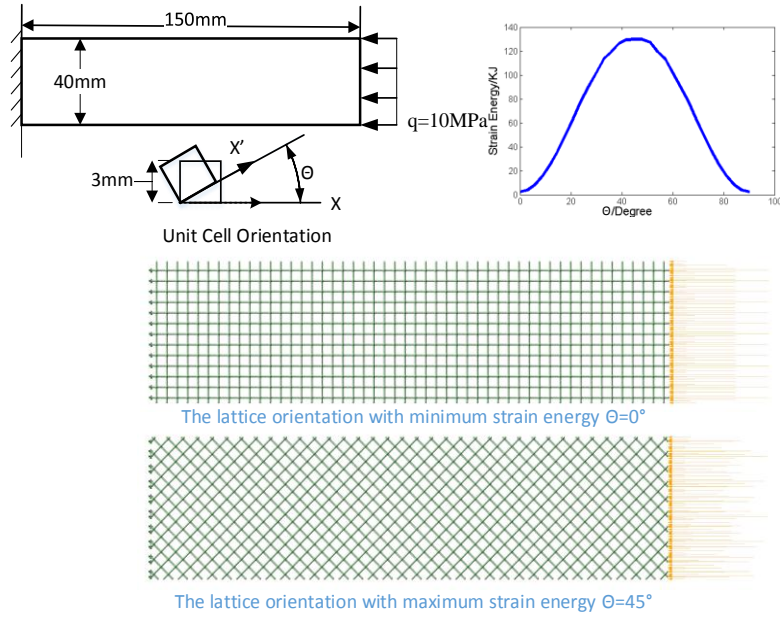 150mm
40mm
q=10MPa
3mm
X'
Θ
X
Unit Cell Orientation
140
120
100
80
60
40
20
0
Strain Energy/KJ
0 20 40 60 80 100
Θ/Degree
The lattice orientation with minimum strain energy Θ=0°
The lattice orientation with maximum strain energy Θ=45°